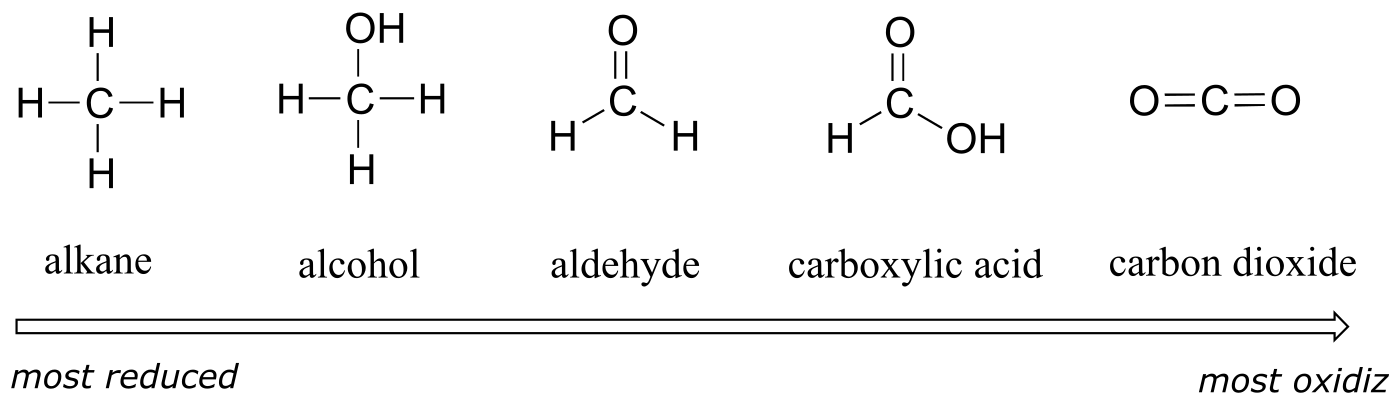 H OH O O
H C H H C H C C O C O
H H H OH
H H
alkane alcohol aldehyde carboxylic acid carbon dioxide
most reduced most oxidiz